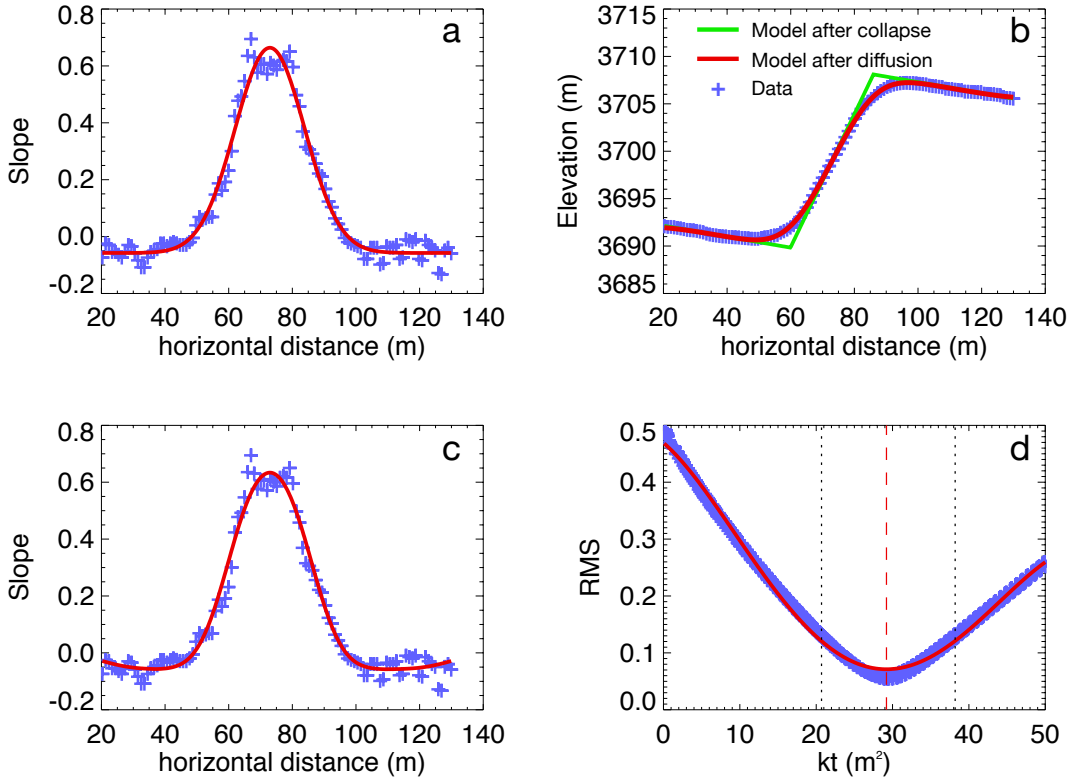 a
0.8
0.6
0.4
0.2
0.0
-0.2
Slope
20 40 60 80 100 120 140
horizontal distance (m)
b
Model after collapse
Model after diffusion
Data
3715
3710
3705
3700
3695
3690
3685
Elevation (m)
20 40 60 80 100 120 140
horizontal distance (m)
c
0.8
0.6
0.4
0.2
0.0
-0.2
Slope
20 40 60 80 100 120 140
horizontal distance (m)
d
0.5
0.4
0.3
0.2
0.1
0.0
RMS
0 10 20 30 40 50
kt (m²)